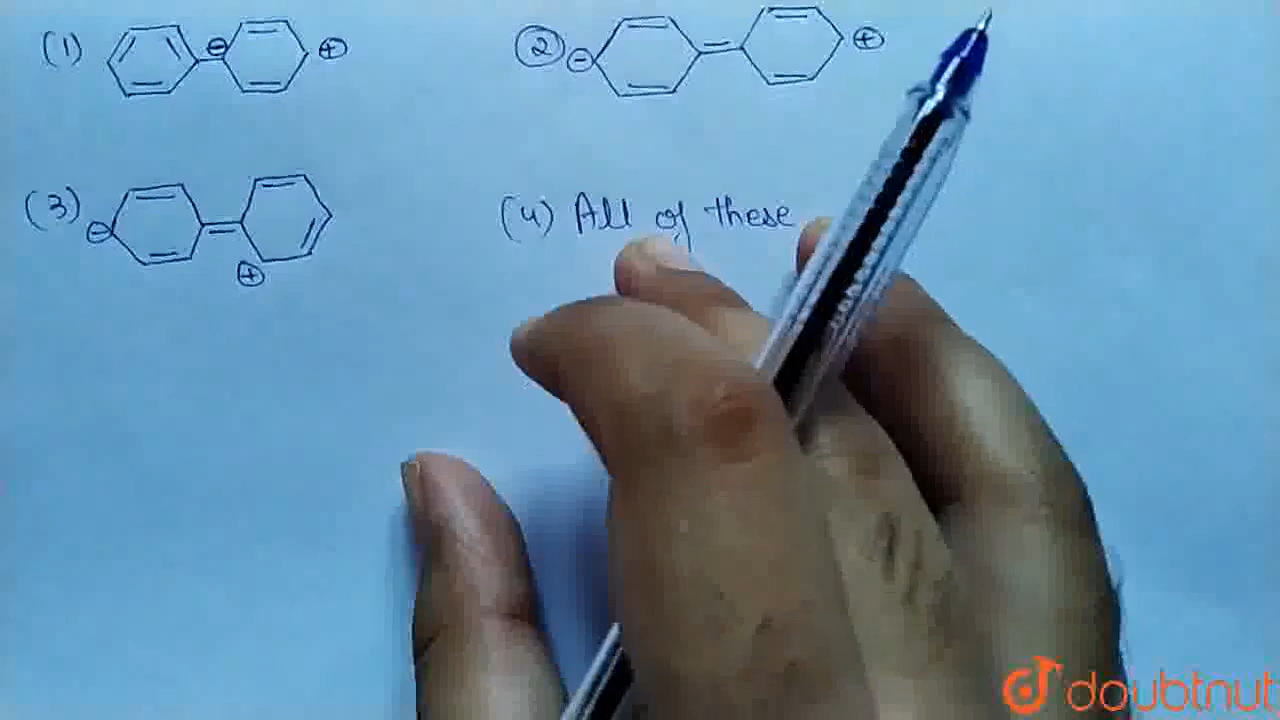 (1) ⊖ ⊕ (2) ⊖ ⊕
(3) ⊖ ⊕ (4) All of these
doubtnut